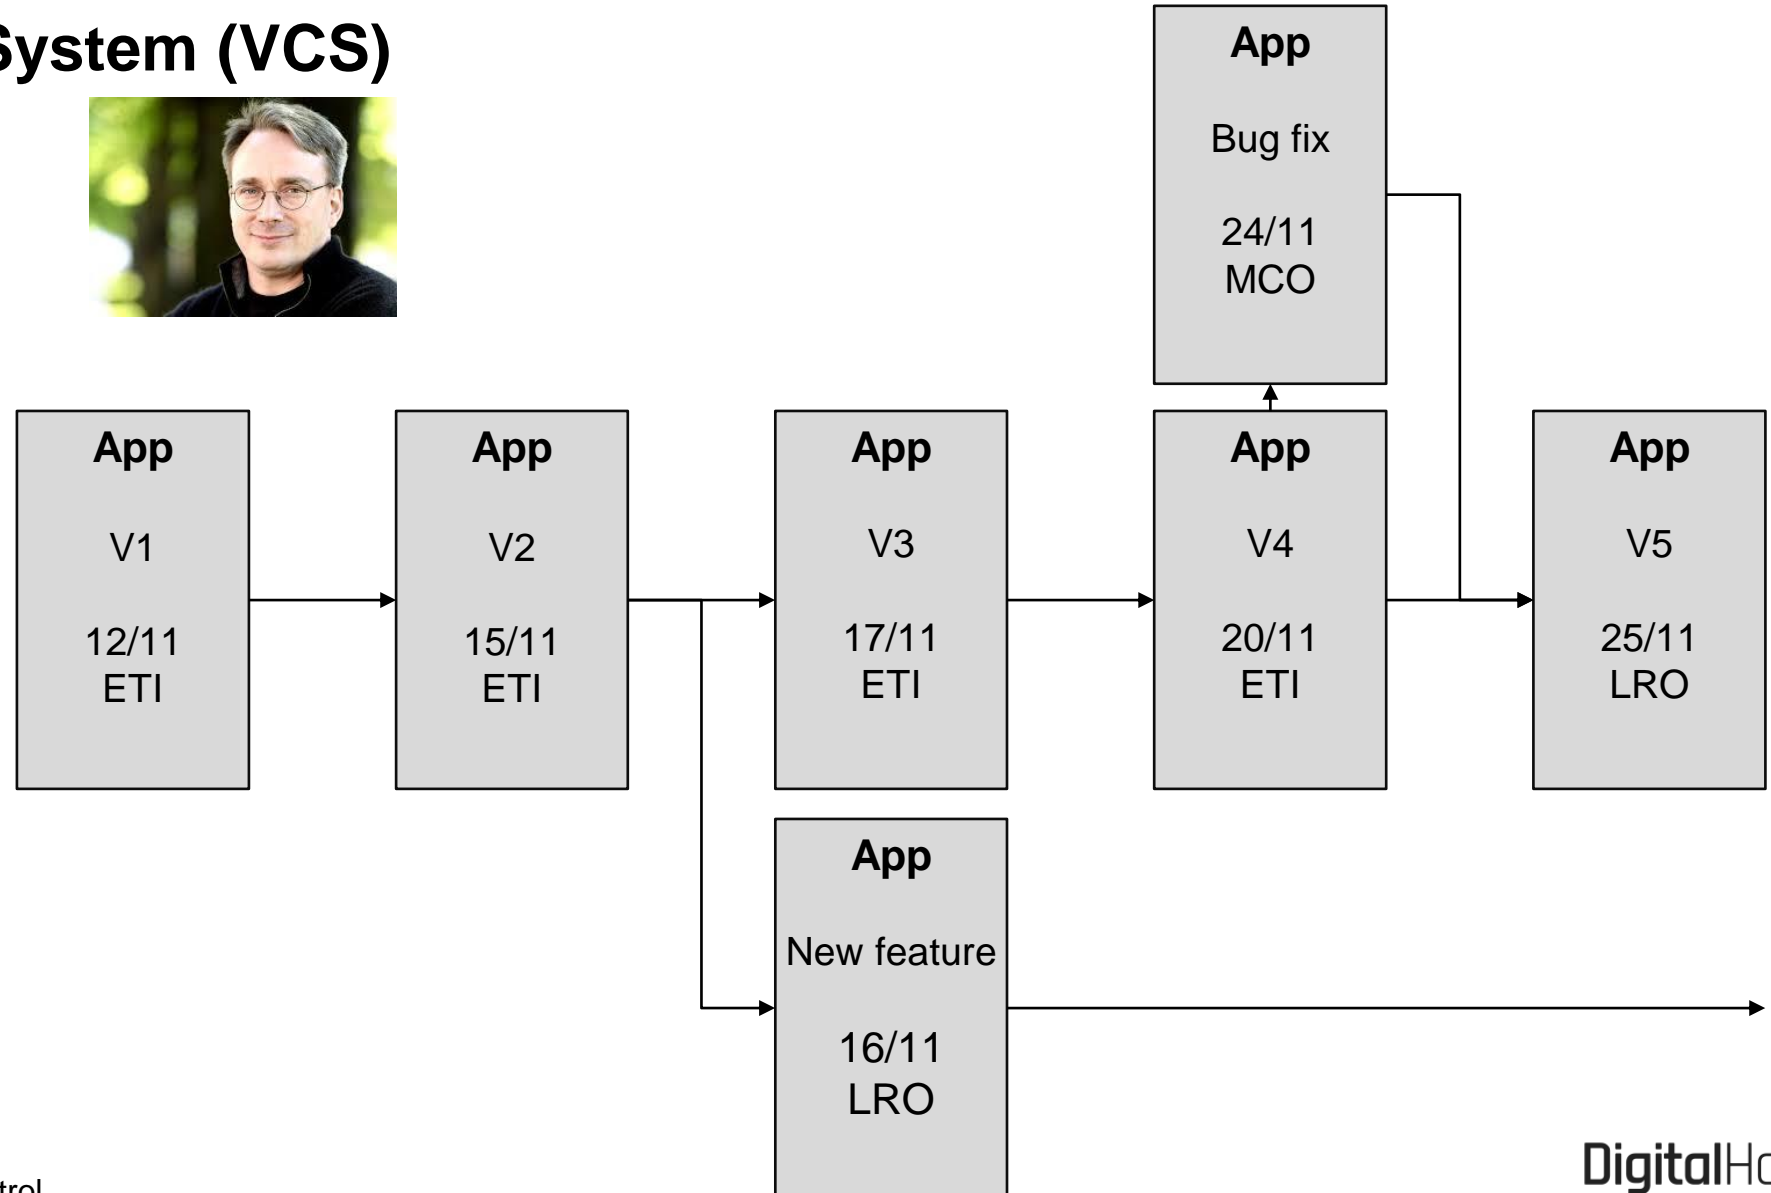 System (VCS)
App
Bug fix
24/11
MCO
App
V1
12/11
ETI
App
V2
15/11
ETI
App
V3
17/11
ETI
App
V4
20/11
ETI
App
V5
25/11
LRO
App
New feature
16/11
LRO